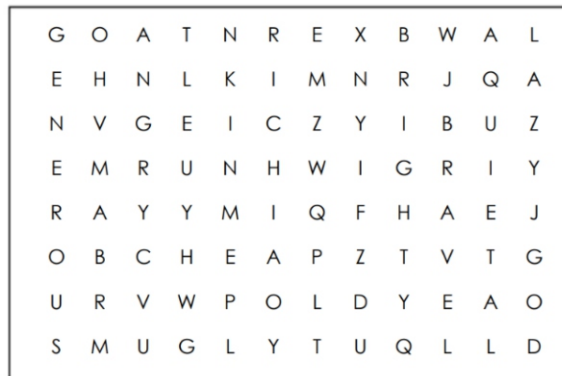 G O A T N R E X B W A L
E H N L K I M N R J Q A
N V G E I C Z Y I B U Z
E M R U N H W I G R I Y
R A Y Y M I Q F H A E J
O B C H E A P Z T V T G
U R V W P O L D Y E A O
S M U G L Y T U Q L L D